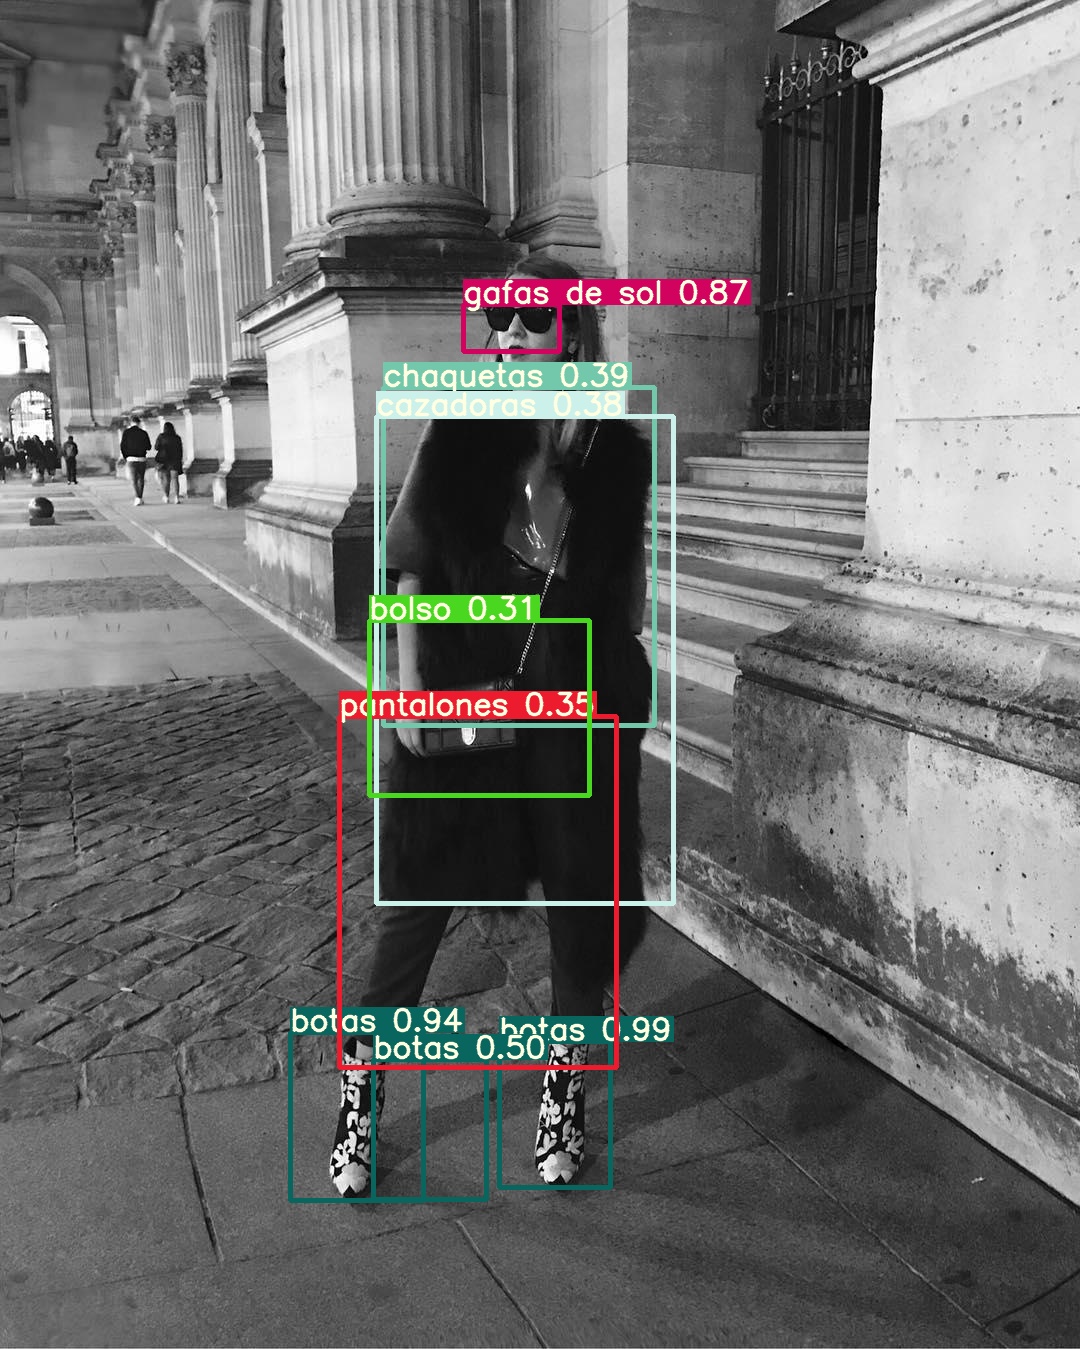 gafas de sol 0.87
chaquetas 0.39
cazadoras 0.38
bolso 0.31
pantalones 0.35
botas 0.94
botas 0.99
botas 0.50